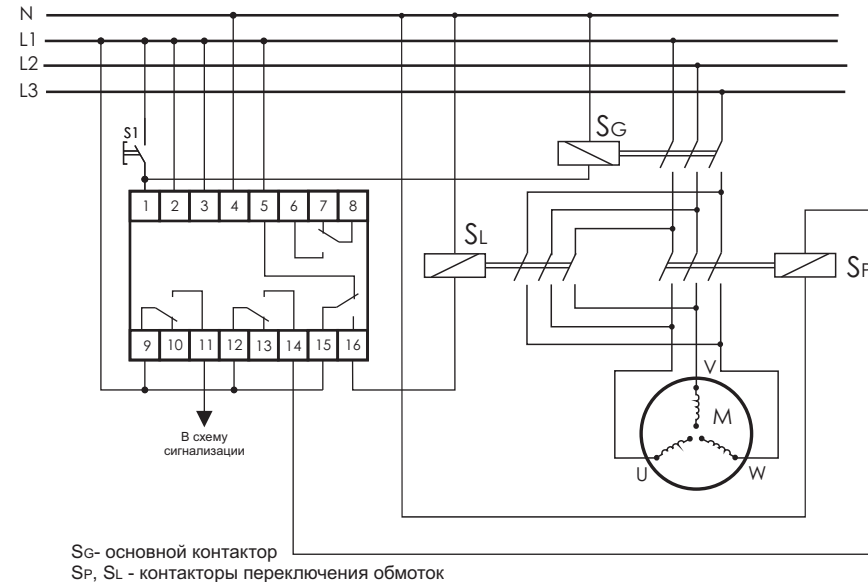 N
L1
L2
L3
S1
SG
1 2 3 4 5 6 7 8
SL
SP
9 10 11 12 13 14 15 16
V
M
U W
В схему
сигнализации
SG- основной контактор
SP, SL - контакторы переключения обмоток